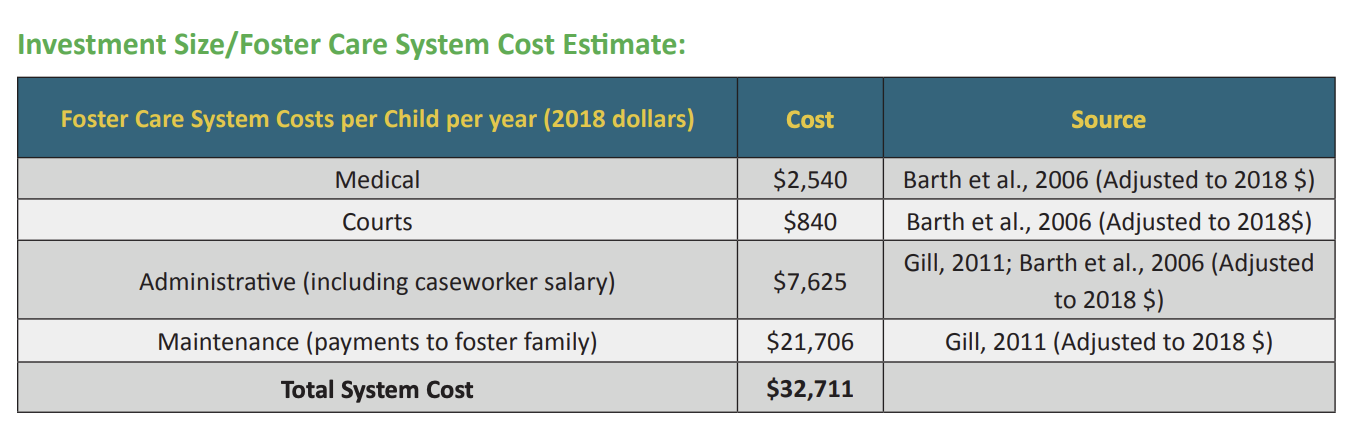 Investment Size/Foster Care System Cost Estimate:
Foster Care System Costs per Child per year (2018 dollars) Cost Source
Medical $2,540 Barth et al., 2006 (Adjusted to 2018 $)
Courts $840 Barth et al., 2006 (Adjusted to 2018$)
Administrative (including caseworker salary) $7,625 Gill, 2011; Barth et al., 2006 (Adjusted
to 2018 $)
Maintenance (payments to foster family) $21,706 Gill, 2011 (Adjusted to 2018 $)
Total System Cost $32,711